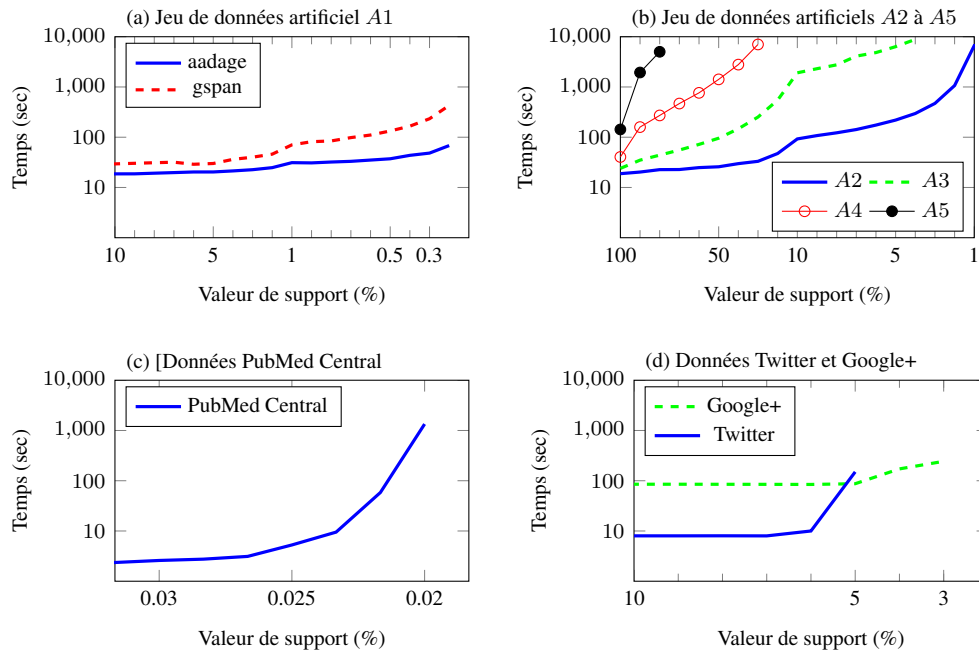 (a) Jeu de données artificiel A1
10,000
1,000
100
10
Temps (sec)
aadage
gspan
10 5 1 0.5 0.3
Valeur de support (%)
(b) Jeu de données artificiels A2 à A5
10,000
1,000
100
10
Temps (sec)
A2 A3
A4 A5
100 50 10 5 1
Valeur de support (%)
(c) [Données PubMed Central
10,000
1,000
100
10
Temps (sec)
PubMed Central
0.03 0.025 0.02
Valeur de support (%)
(d) Données Twitter et Google+
10,000
1,000
100
10
Temps (sec)
Google+
Twitter
10 5 3
Valeur de support (%)